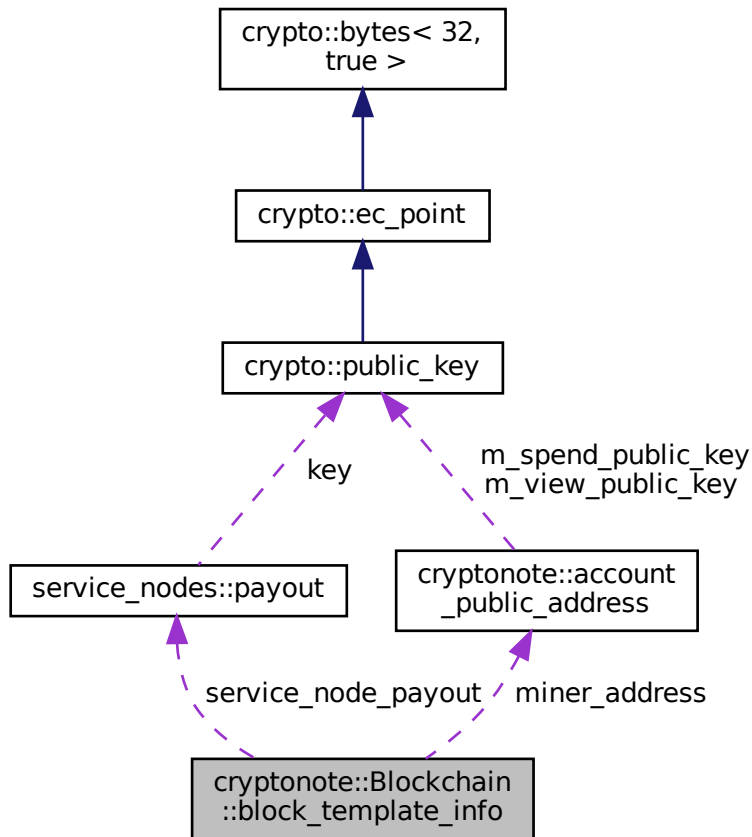 crypto::bytes< 32,
true >
crypto::ec_point
crypto::public_key
key
m_spend_public_key
m_view_public_key
service_nodes::payout
cryptonote::account
_public_address
service_node_payout
miner_address
cryptonote::Blockchain
::block_template_info